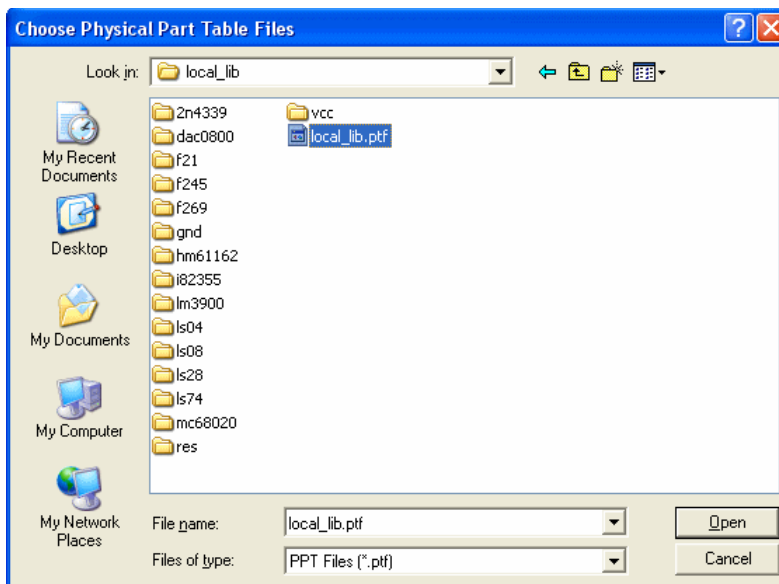 Choose Physical Part Table Files
Look in: local_lib
My Recent
Documents
Desktop
My Documents
My Computer
My Network
Places
2n4339
dac0800
f21
f245
f269
gnd
hm61162
i82355
lm3900
ls04
ls08
ls28
ls74
mc68020
res
vcc
local_lib.ptf
File name: local_lib.ptf Open
Files of type: PPT Files (*.ptf) Cancel